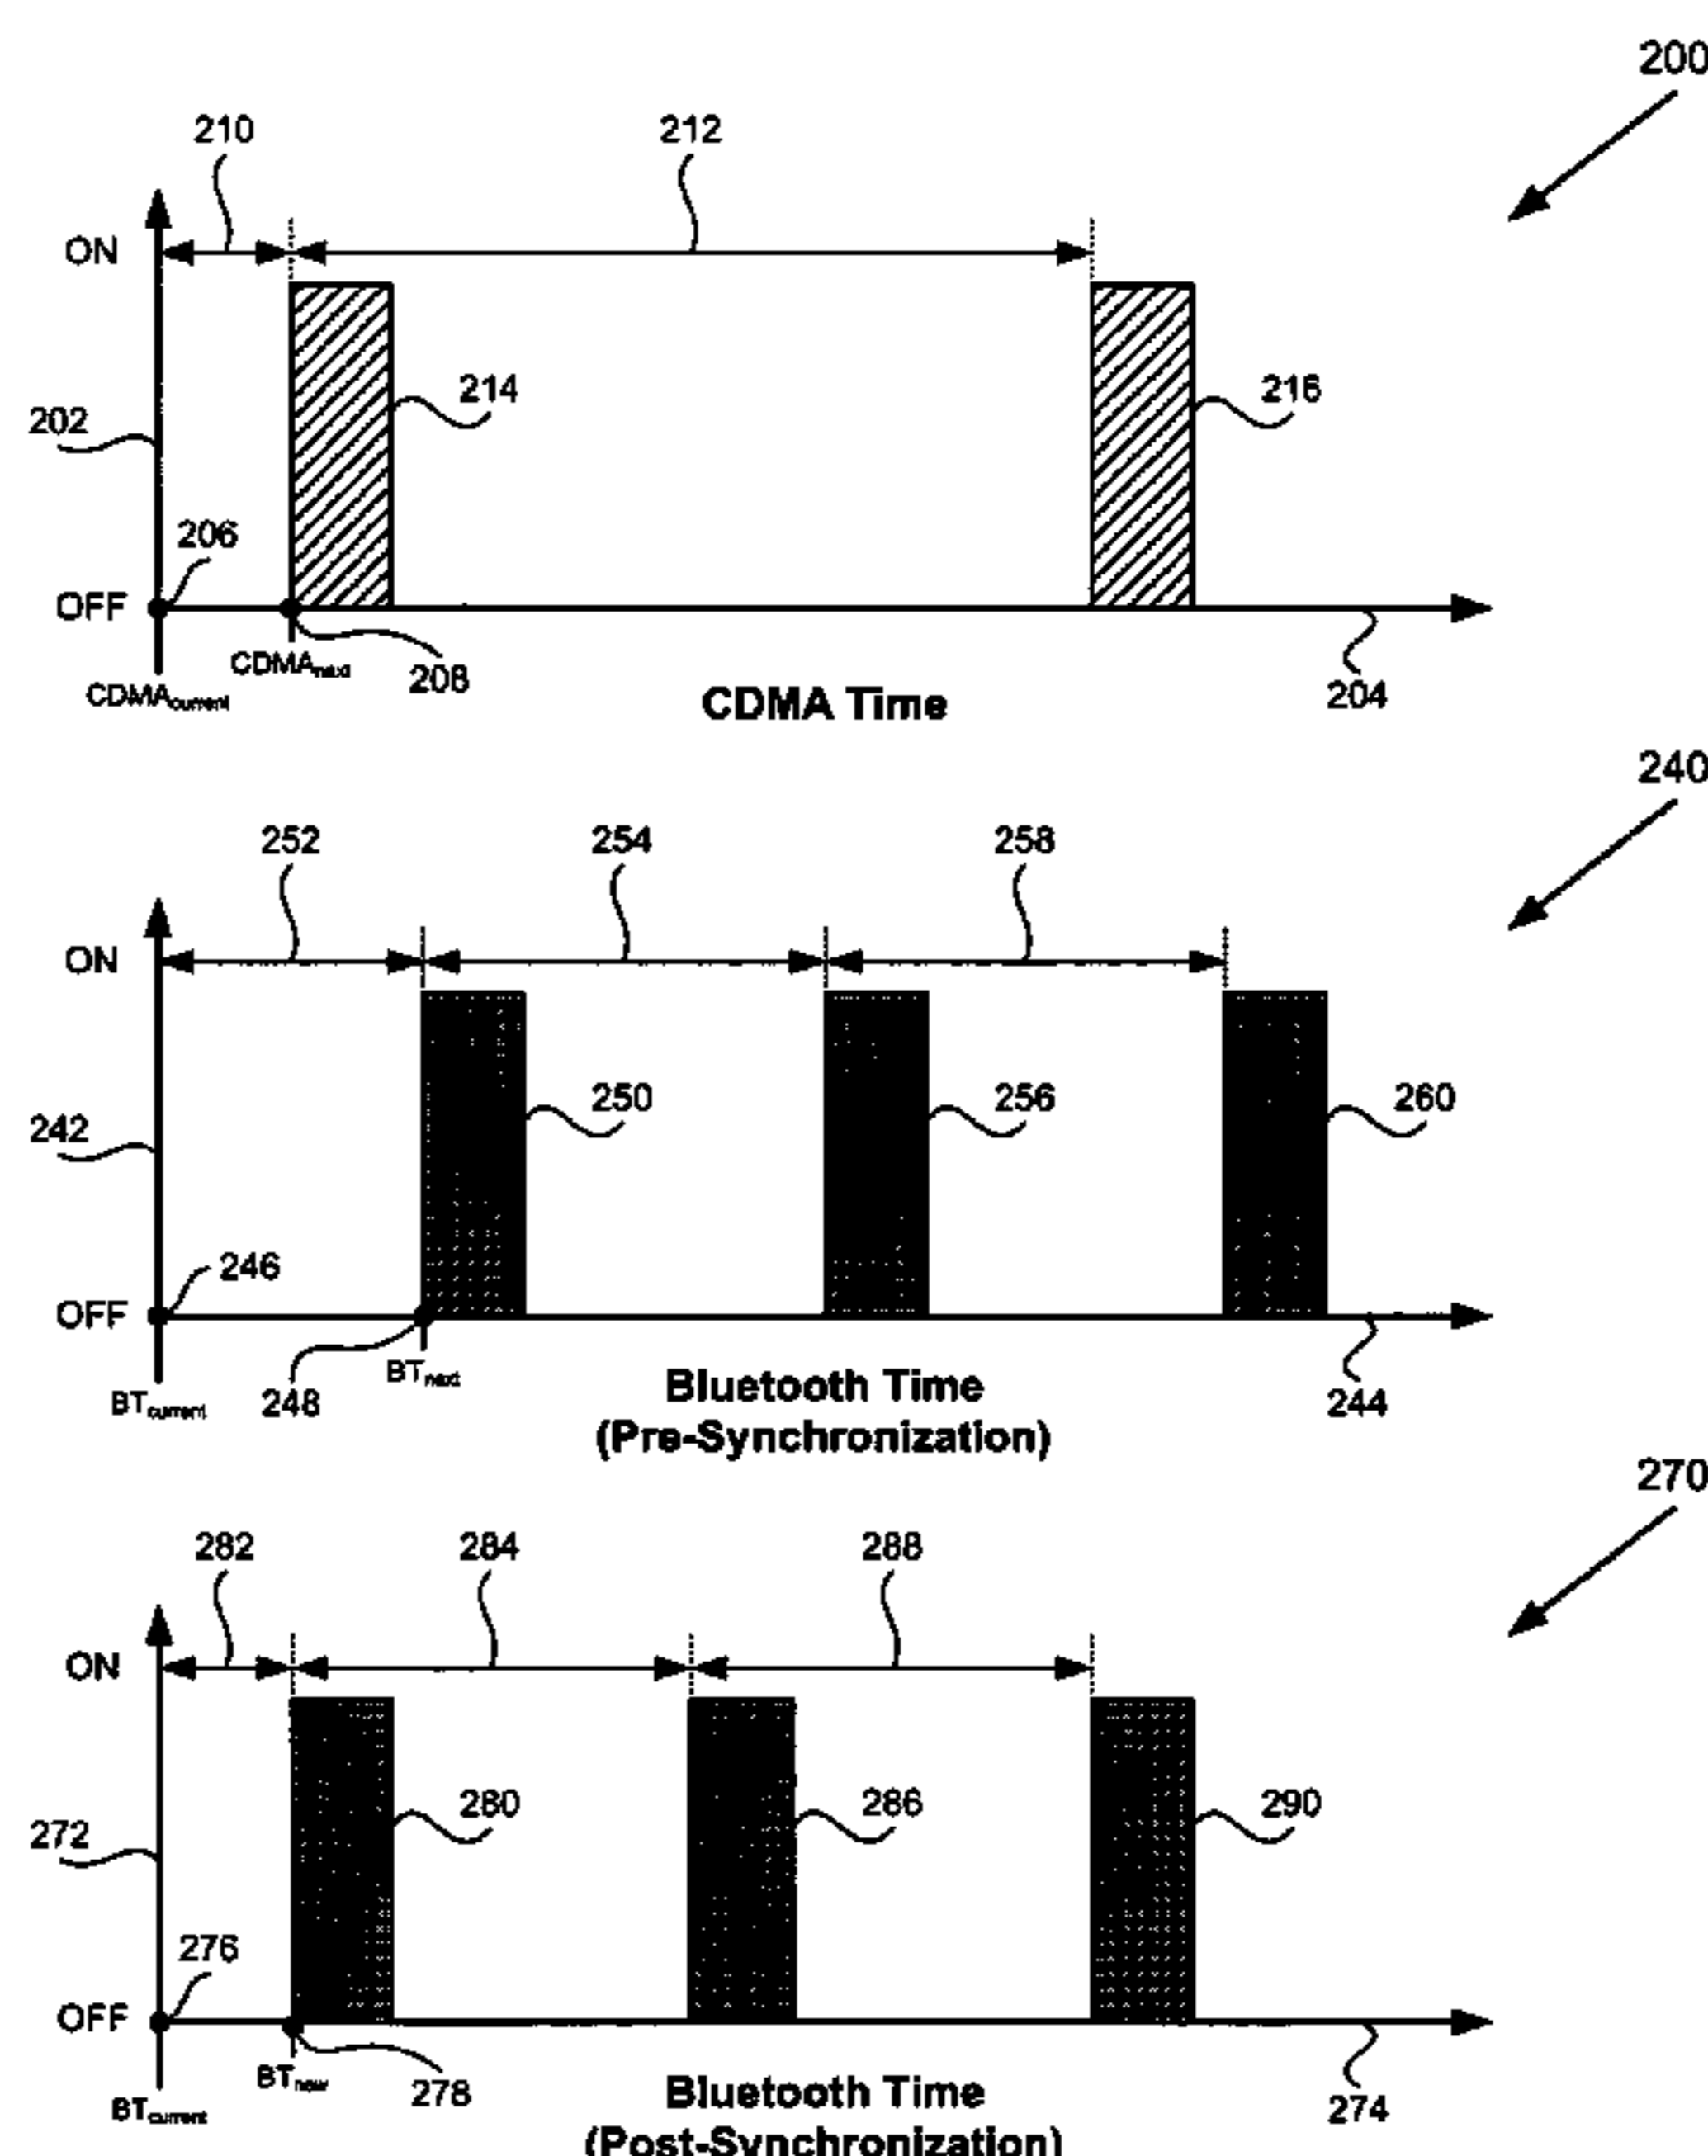 200
210
212
ON
214
216
202
206
OFF
CDMAnext
208
CDMAcurrent
CDMA Time
204
240
252
254
258
ON
250
256
260
242
246
OFF
BTnext
248
BTcurrent
Bluetooth Time
(Pre-Synchronization)
244
270
282
284
288
ON
280
286
290
272
276
OFF
BTnew
278
BTcurrent
Bluetooth Time
(Post-Synchronization)
274